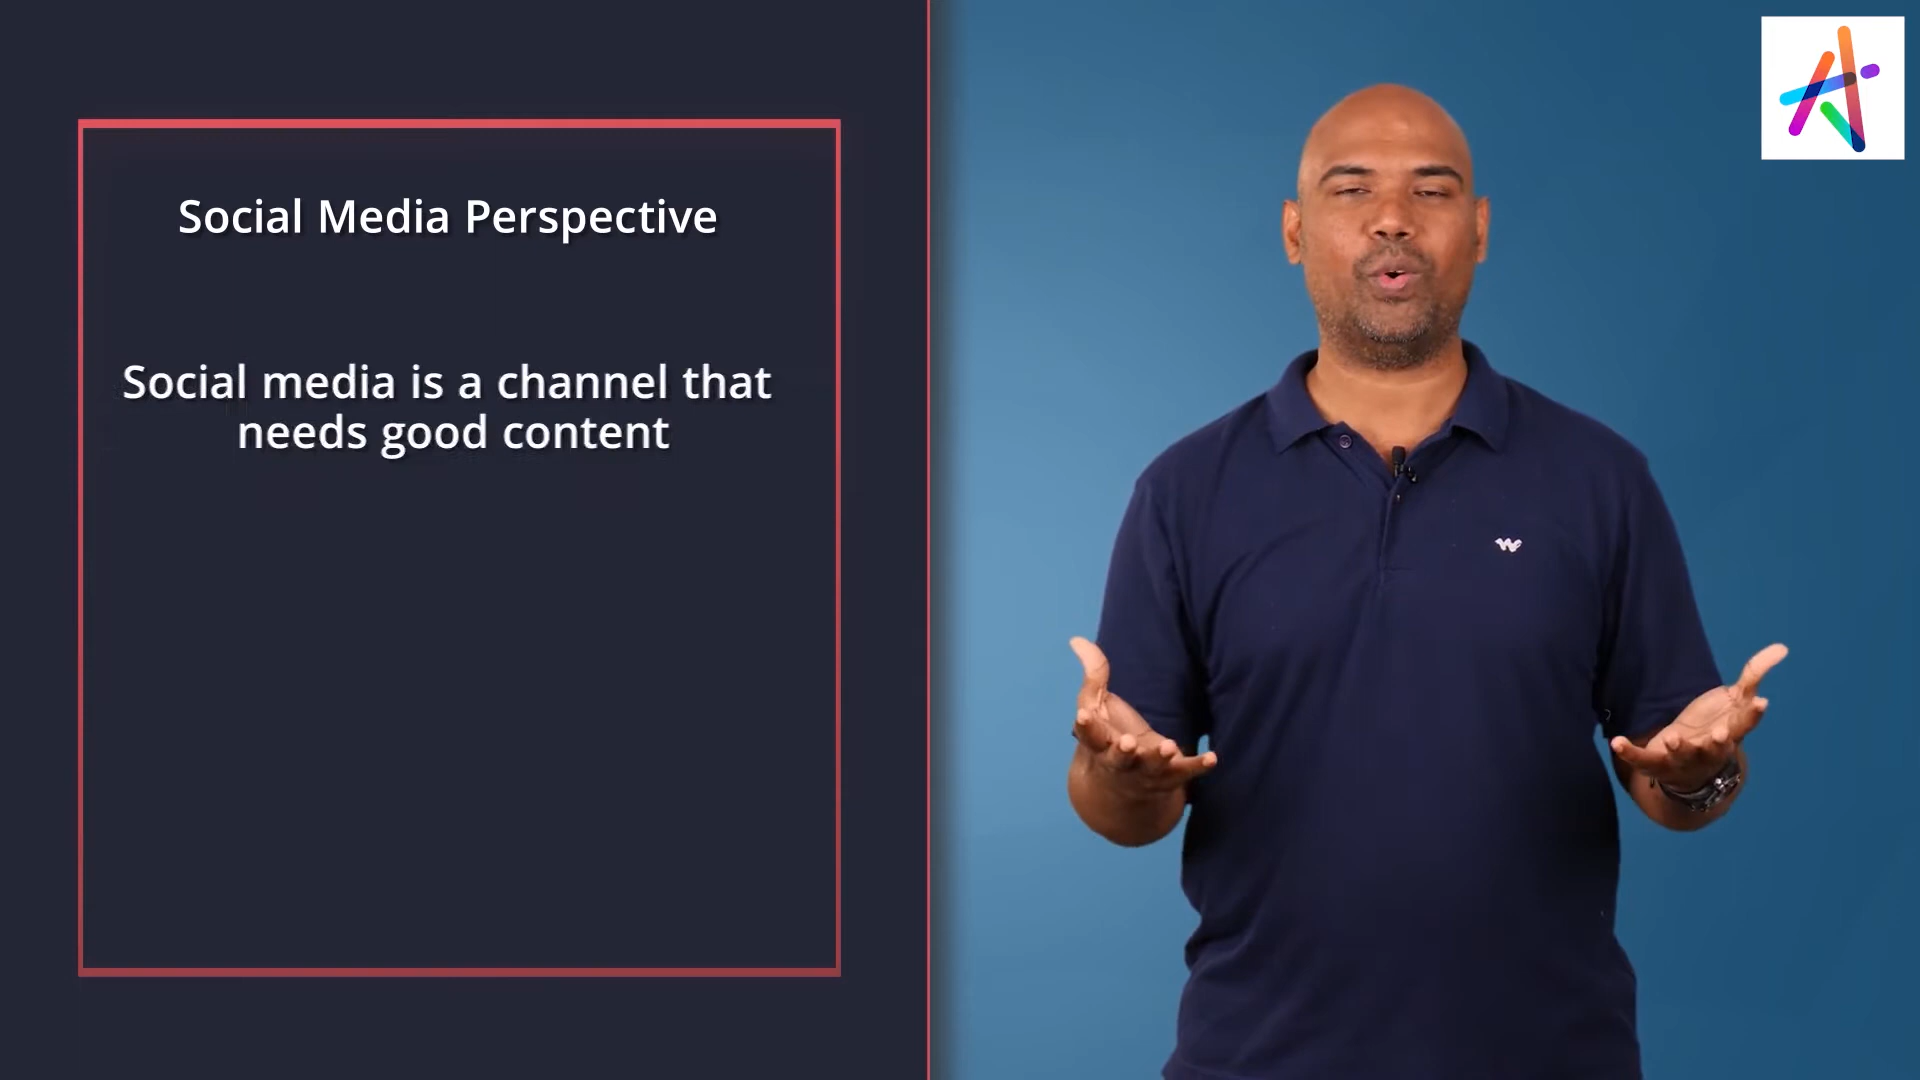 Social Media Perspective
Social media is a channel that
needs good content